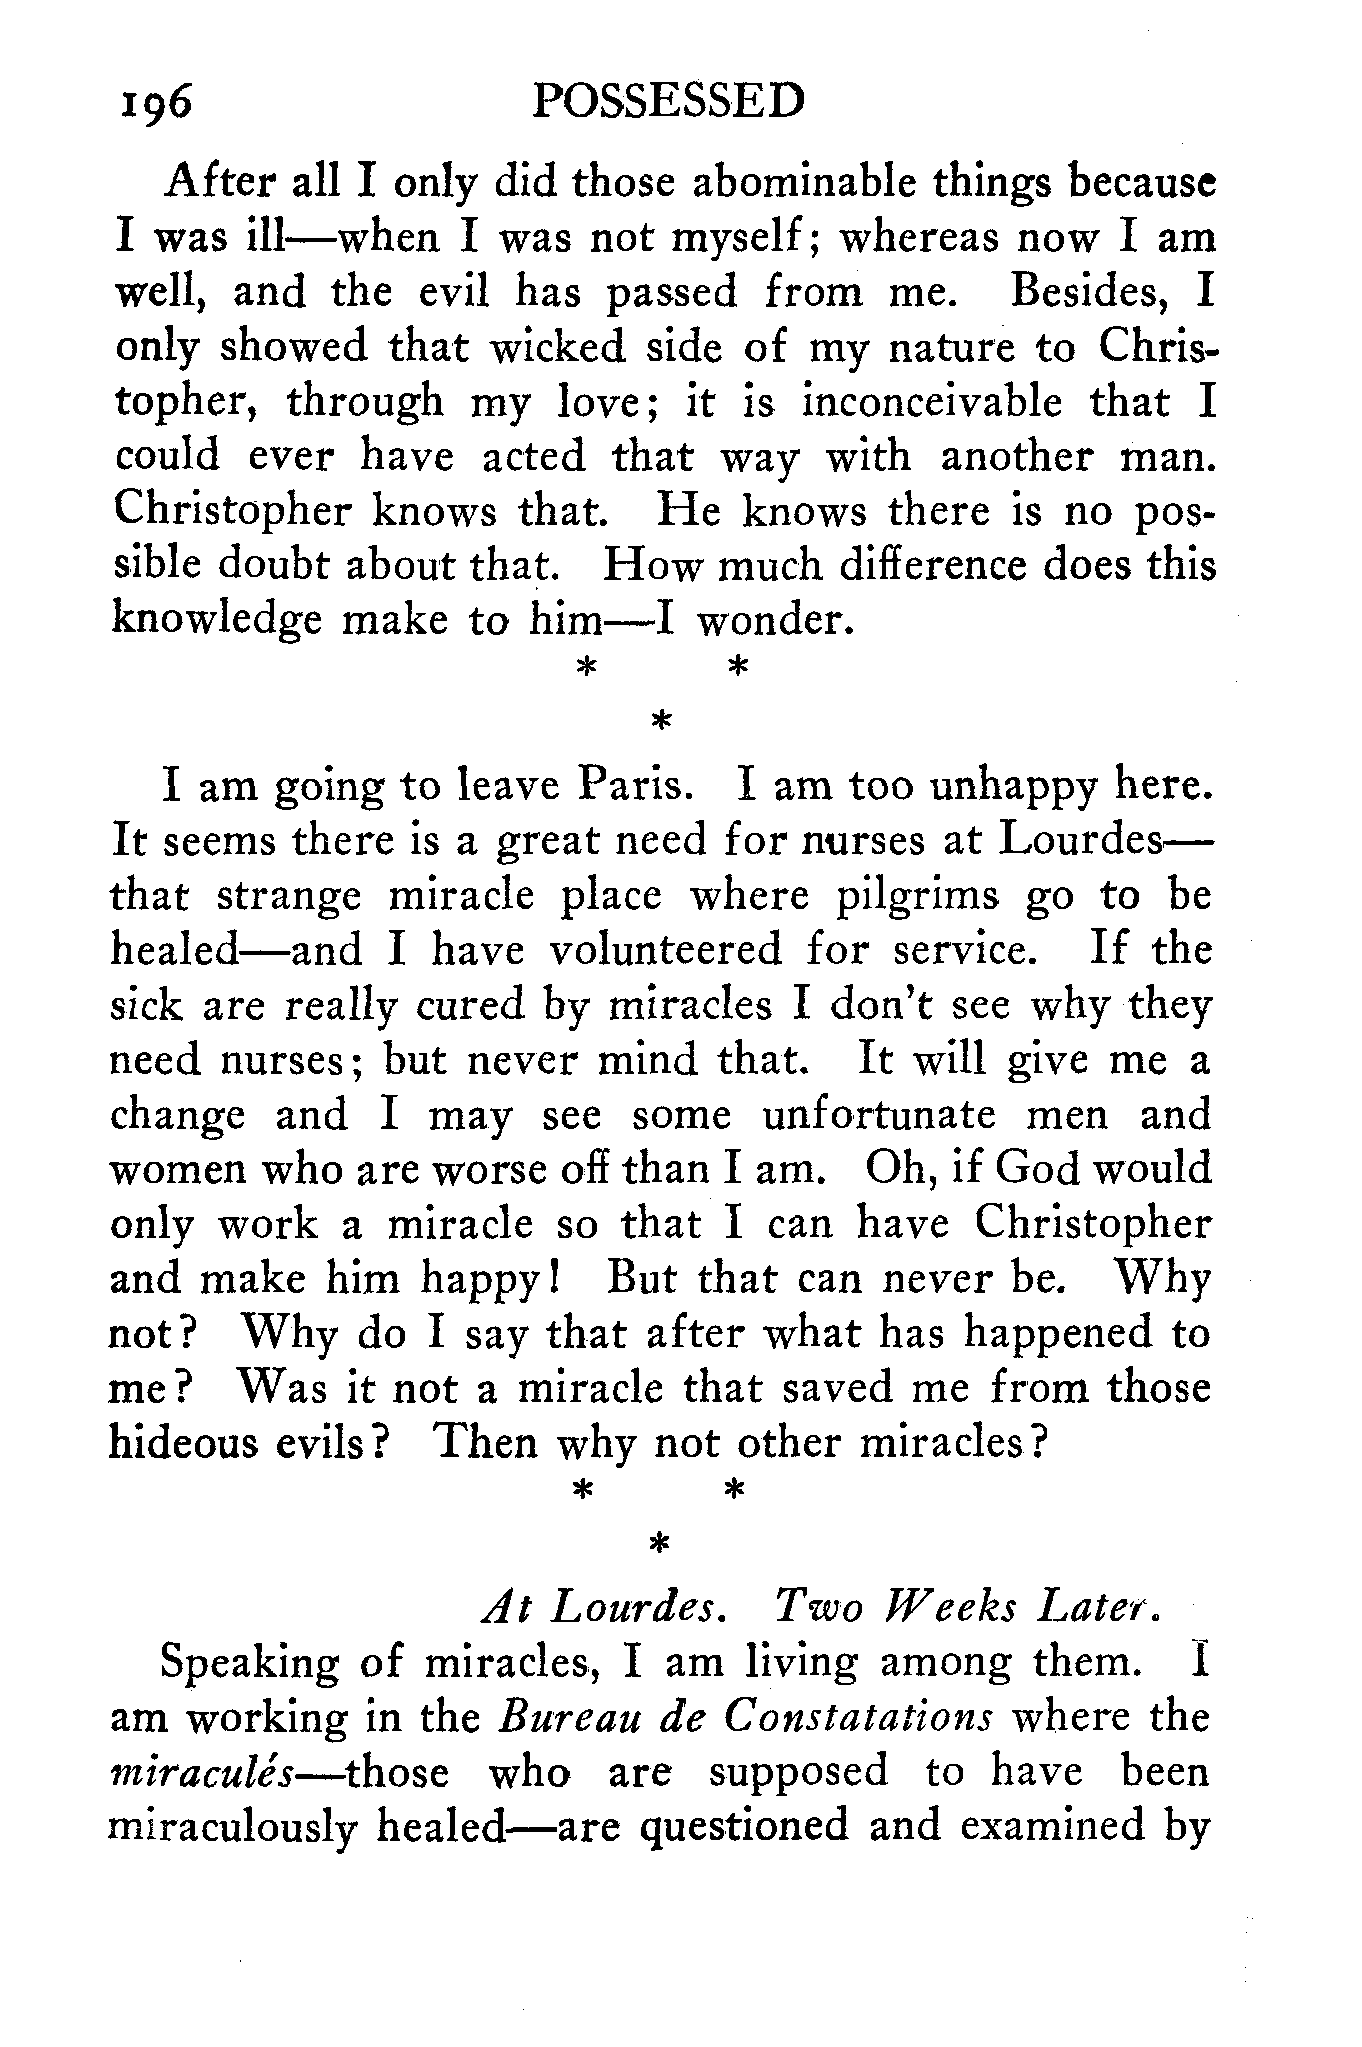 196 POSSESSED
After all I only did those abominable things because
I was ill—when I was not myself; whereas now I am
well, and the evil has passed from me. Besides, I
only showed that wicked side of my nature to Chris-
topher, through my love; it is inconceivable that I
could ever have acted that way with another man.
Christopher knows that. He knows there is no pos-
sible doubt about that. How much difference does this
knowledge make to him—I wonder.
* *
*
I am going to leave Paris. I am too unhappy here.
It seems there is a great need for nurses at Lourdes—
that strange miracle place where pilgrims go to be
healed—and I have volunteered for service. If the
sick are really cured by miracles I don't see why they
need nurses; but never mind that. It will give me a
change and I may see some unfortunate men and
women who are worse off than I am. Oh, if God would
only work a miracle so that I can have Christopher
and make him happy! But that can never be. Why
not? Why do I say that after what has happened to
me? Was it not a miracle that saved me from those
hideous evils? Then why not other miracles?
* *
*
At Lourdes. Two Weeks Later.
Speaking of miracles, I am living among them. I
am working in the Bureau de Constatations where the
miraculés—those who are supposed to have been
miraculously healed—are questioned and examined by